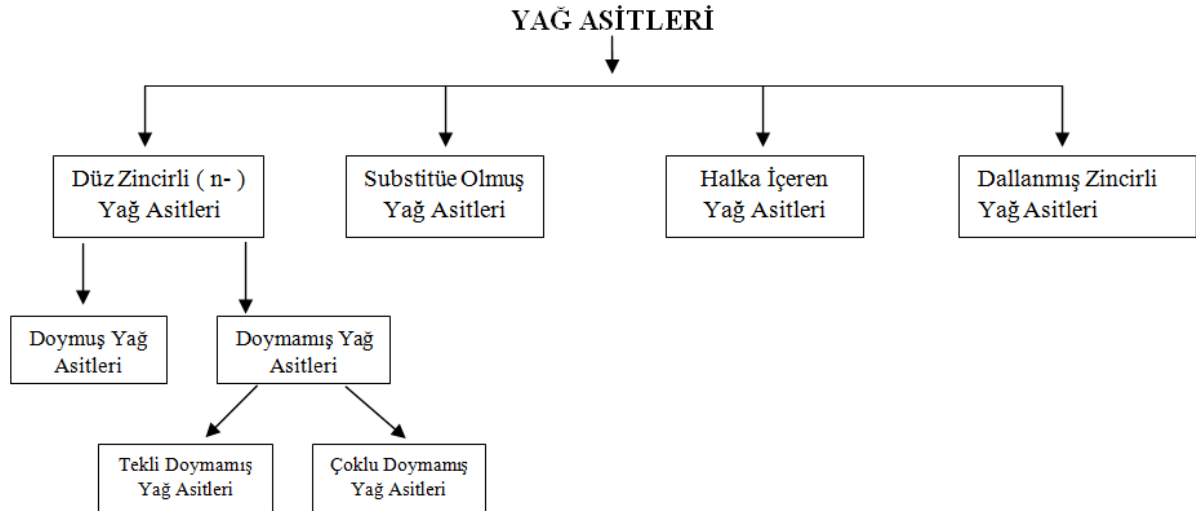 YAĞ ASİTLERİ
Düz Zincirli ( n- )
Yağ Asitleri
Substitüe Olmuş
Yağ Asitleri
Halka İçeren
Yağ Asitleri
Dallanmış Zincirli
Yağ Asitleri
Doymuş Yağ
Asitleri
Doymamış Yağ
Asitleri
Tekli Doymamış
Yağ Asitleri
Çoklu Doymamış
Yağ Asitleri